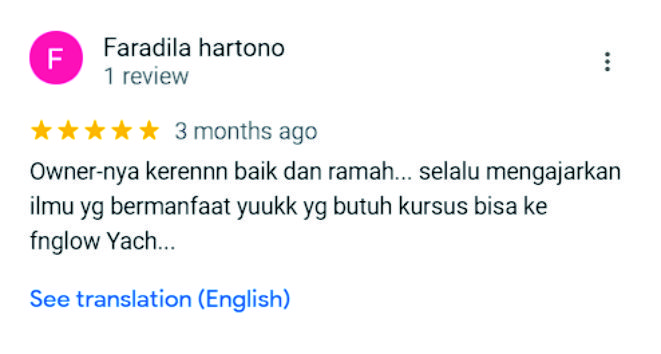 F
Faradila hartono
1 review
3 months ago
Owner-nya kerennn baik dan ramah... selalu mengajarkan
ilmu yg bermanfaat yuukk yg butuh kursus bisa ke
fnglow Yach...
See translation (English)